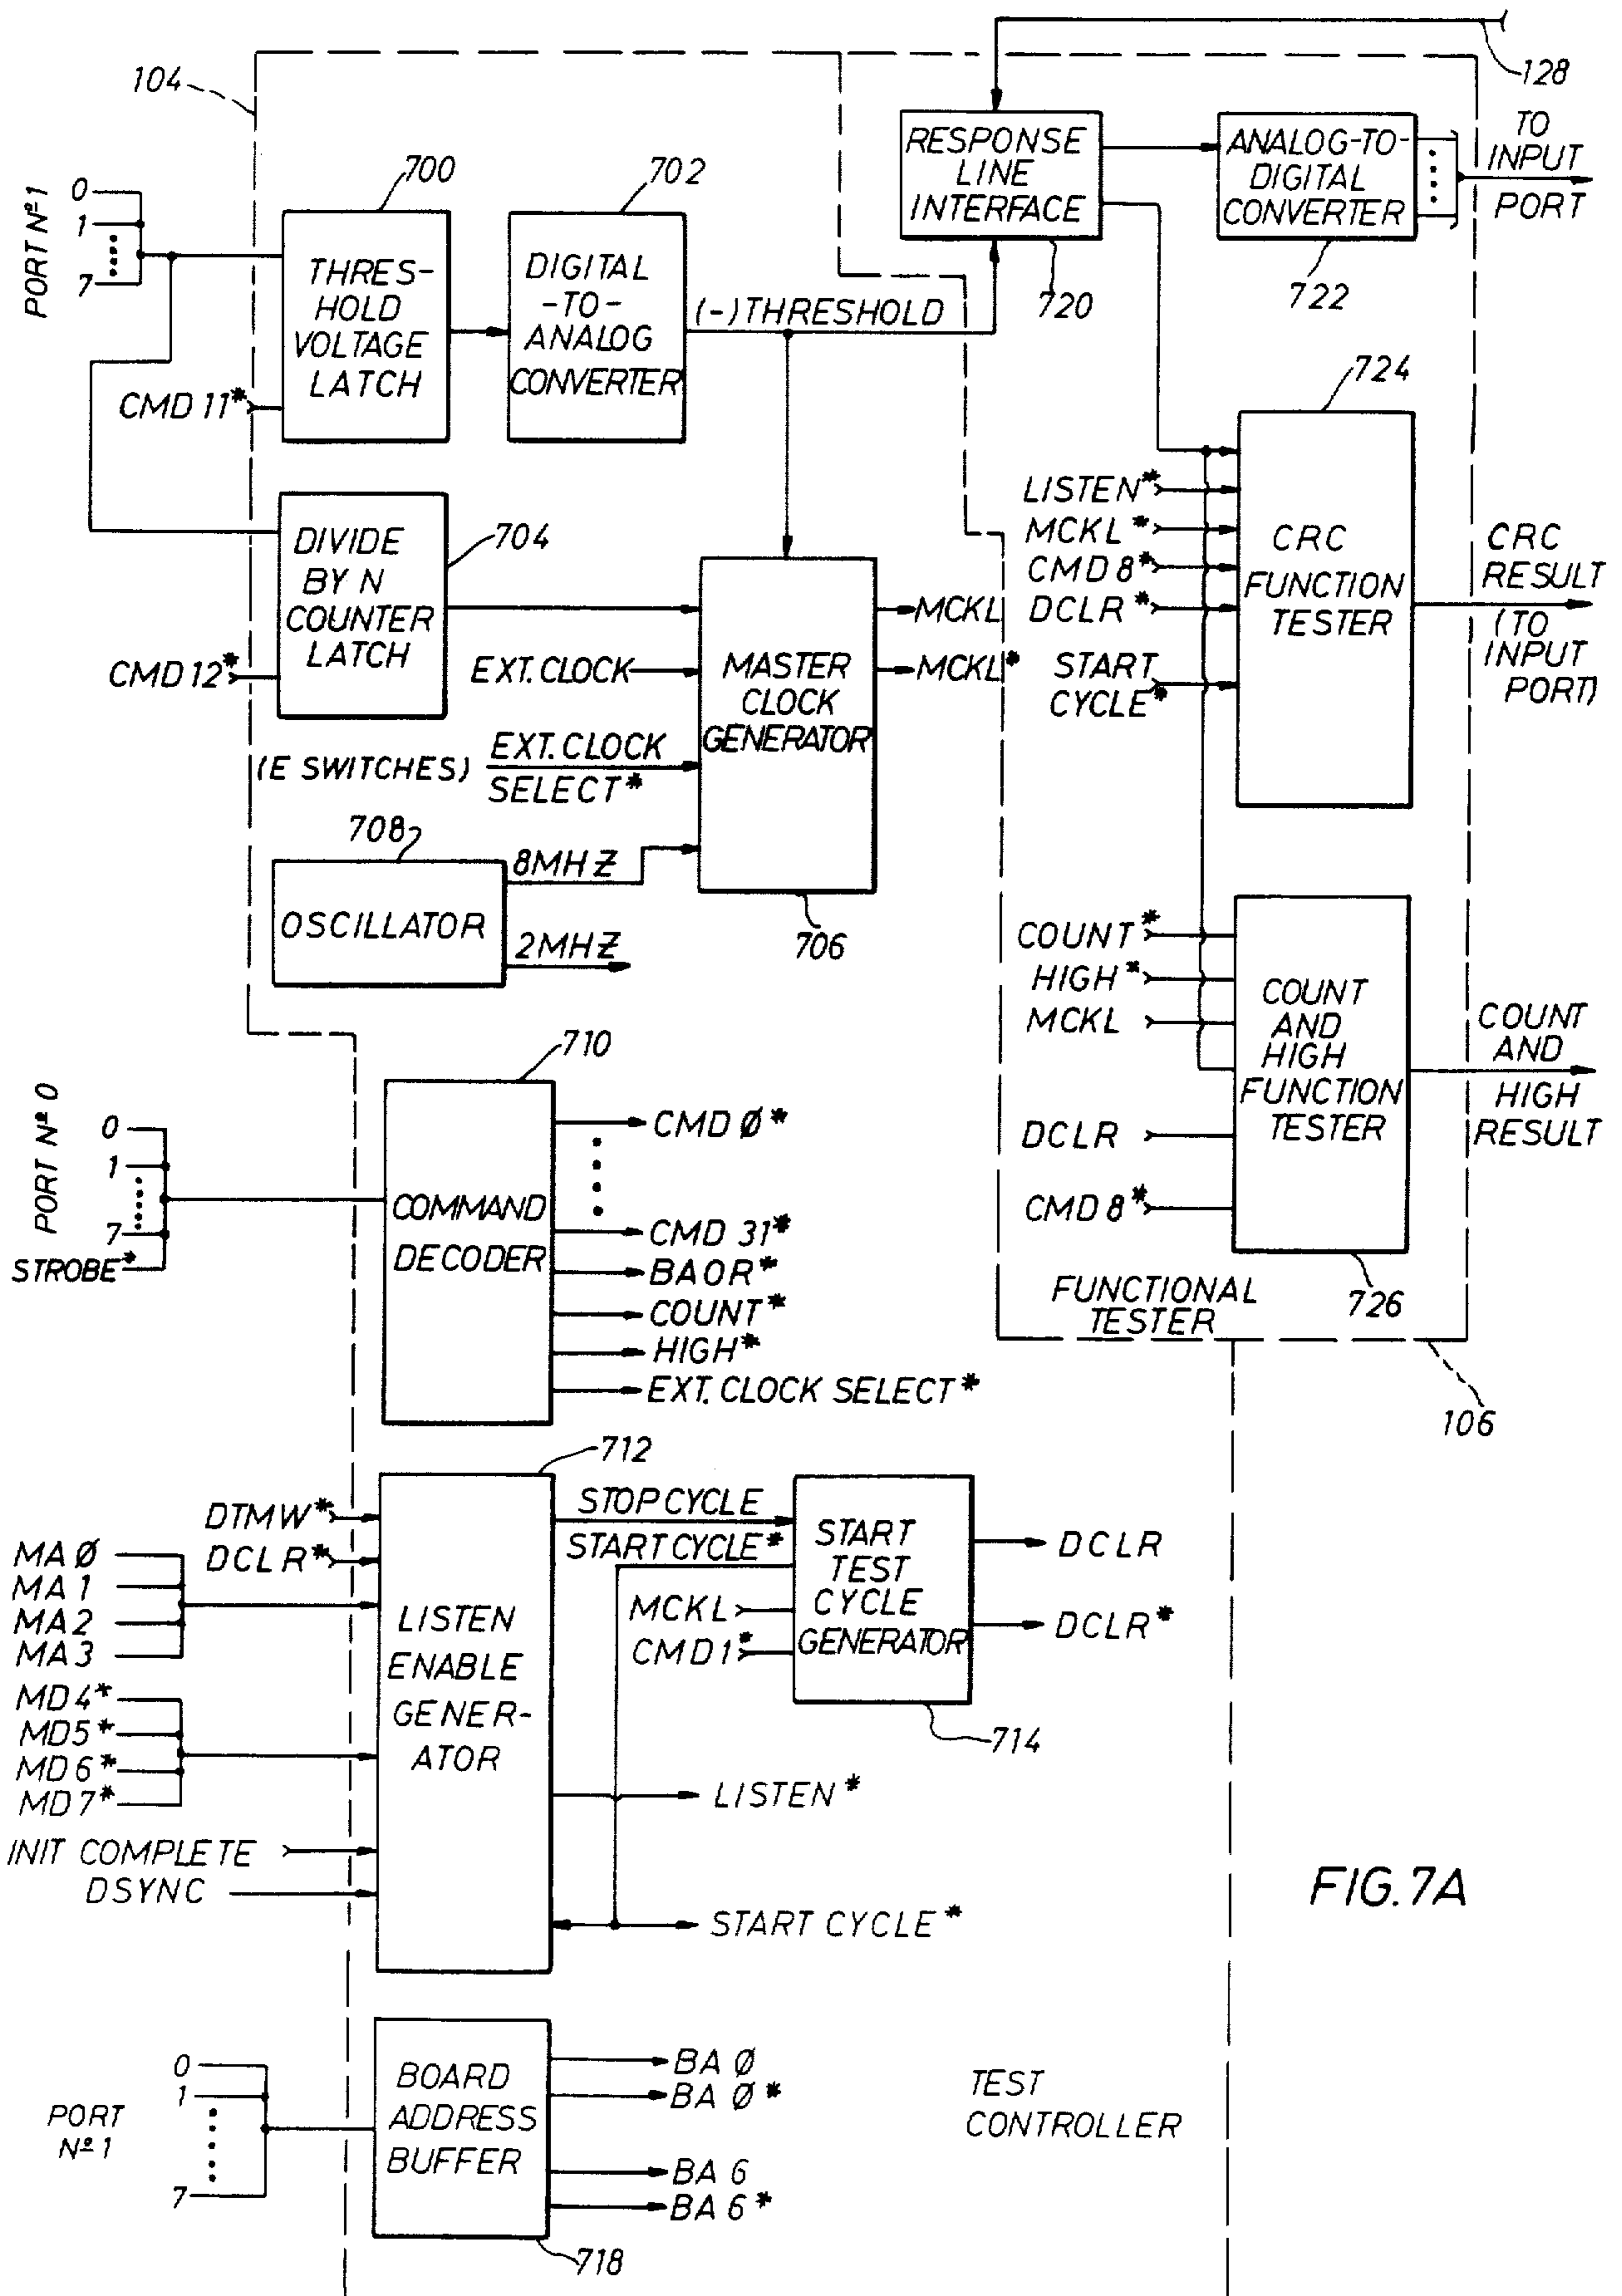 104
128
PORT Nº 1
0
1
7
CMD 11*
700
THRES-
HOLD
VOLTAGE
LATCH
702
DIGITAL
-TO-
ANALOG
CONVERTER
(-) THRESHOLD
RESPONSE
LINE
INTERFACE
720
ANALOG-TO-
DIGITAL
CONVERTER
722
TO
INPUT
PORT
DIVIDE
BY N
COUNTER
LATCH
704
CMD 12*
EXT. CLOCK
(E SWITCHES)
EXT. CLOCK
SELECT*
MASTER
CLOCK
GENERATOR
706
MCKL
MCKL*
708
OSCILLATOR
8MHZ
2MHZ
724
LISTEN*
MCKL*
CMD 8*
DCLR*
START
CYCLE*
CRC
FUNCTION
TESTER
CRC
RESULT
(TO
INPUT
PORT)
COUNT*
HIGH*
MCKL
DCLR
CMD 8*
COUNT
AND
HIGH
FUNCTION
TESTER
726
COUNT
AND
HIGH
RESULT
FUNCTIONAL
TESTER
106
PORT Nº 0
0
1
7
STROBE*
710
COMMAND
DECODER
CMD Ø*
CMD 31*
BAOR*
COUNT*
HIGH*
EXT. CLOCK SELECT*
712
DTMW*
DCLR*
MA Ø
MA 1
MA 2
MA 3
MD 4*
MD 5*
MD 6*
MD 7*
INIT COMPLETE
DSYNC
LISTEN
ENABLE
GENER-
ATOR
STOP CYCLE
START CYCLE*
MCKL
CMD 1*
START
TEST
CYCLE
GENERATOR
714
DCLR
DCLR*
LISTEN*
START CYCLE*
FIG. 7A
PORT
Nº 1
0
1
7
BOARD
ADDRESS
BUFFER
718
BA Ø
BA Ø*
BA 6
BA 6*
TEST
CONTROLLER